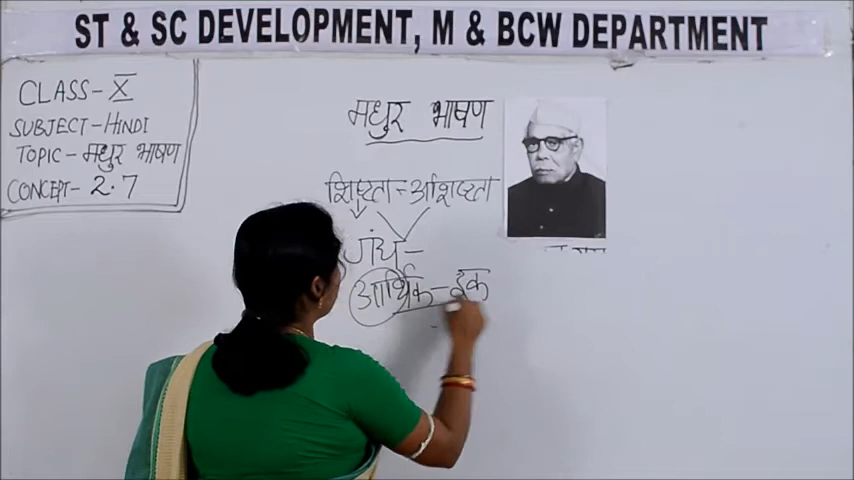 ST & SC DEVELOPMENT, M & BCW DEPARTMENT
CLASS - X
SUBJECT - HINDI
TOPIC - मधुर भाषण
CONCEPT - 2.7
मधुर भाषण
शिष्टता = अशिष्टता
आर्थिक - ईक